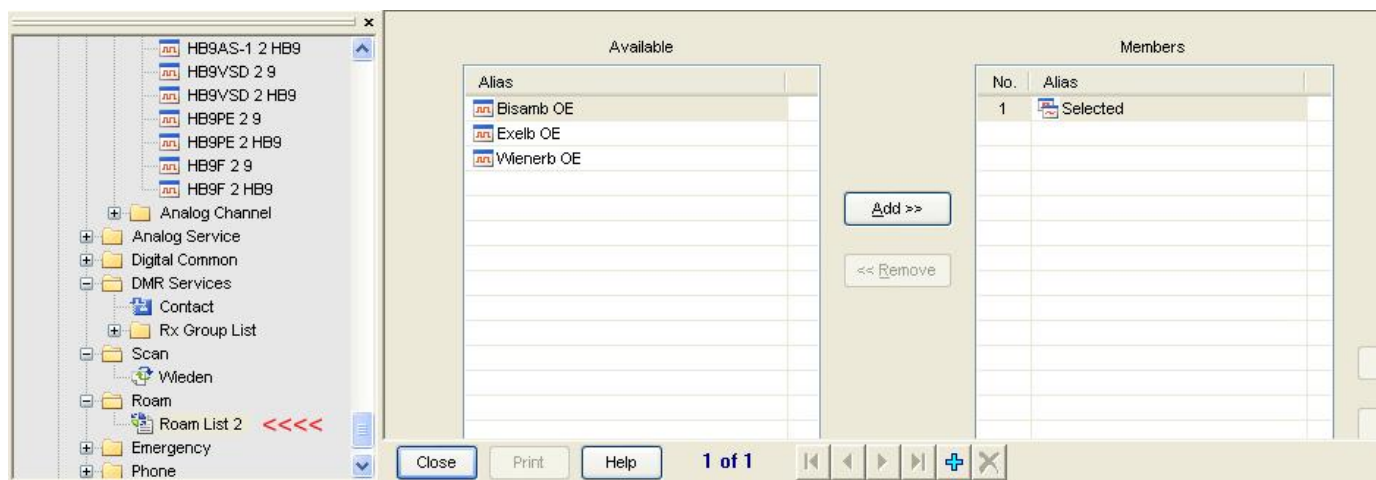 HB9AS-1 2 HB9
HB9VSD 2 9
HB9VSD 2 HB9
HB9PE 2 9
HB9PE 2 HB9
HB9F 2 9
HB9F 2 HB9
Analog Channel
Analog Service
Digital Common
DMR Services
Contact
Rx Group List
Scan
Wieden
Roam
Roam List 2 <<<<
Emergency
Phone
Available
Alias
Bisamb OE
Exelb OE
Wienerb OE
Add >>
<< Remove
Members
No. Alias
1 Selected
Close Print Help 1 of 1